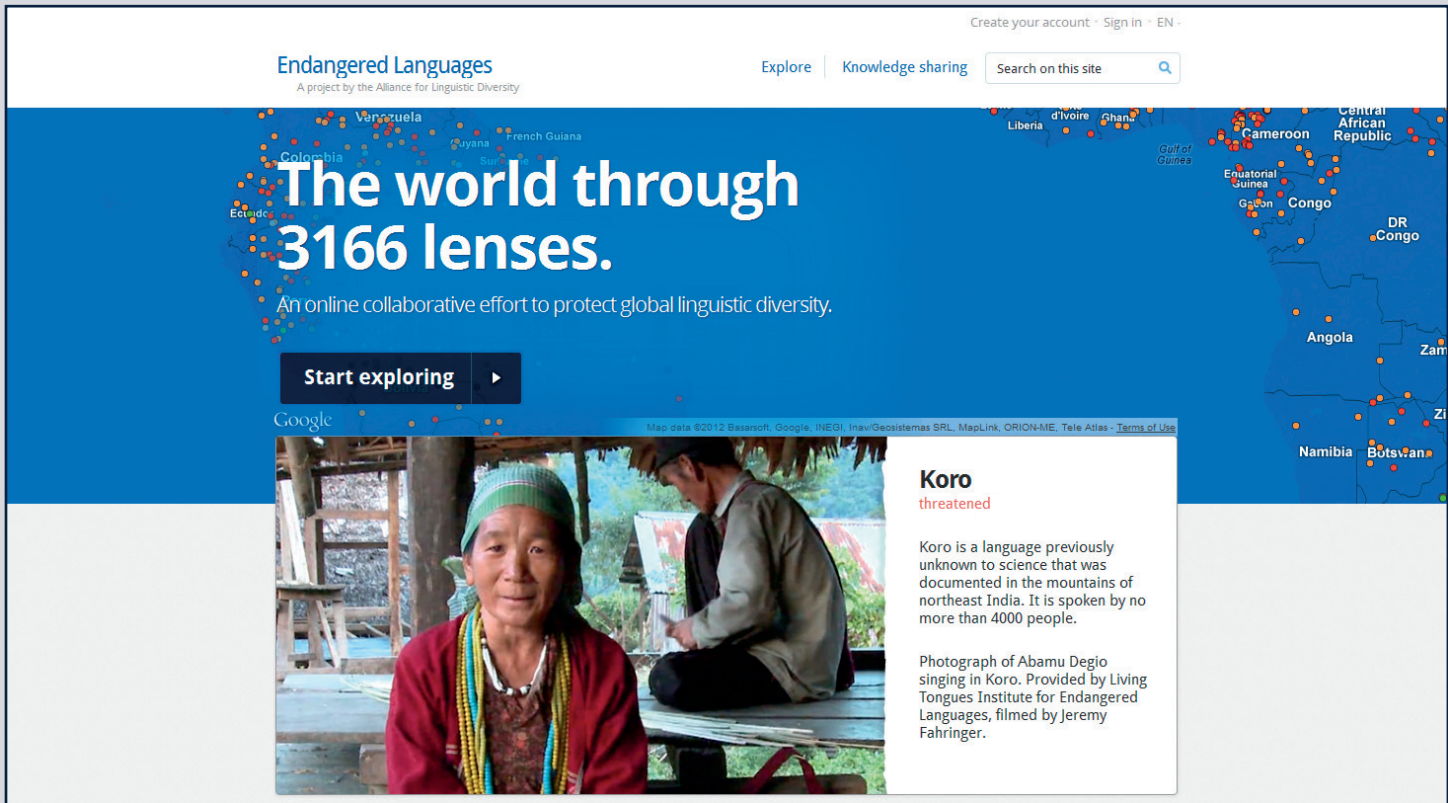 Create your account · Sign in · EN -
Endangered Languages
A project by the Alliance for Linguistic Diversity
Explore
Knowledge sharing
Search on this site
Venezuela
Guyana
French Guiana
Colombia
Liberia
d'Ivoire
Ghana
Gulf of
Guinea
Cameroon
Central
African
Republic
Equatorial
Guinea
Gabon
Congo
DR
Congo
Angola
Namibia
Botswana
The world through
3166 lenses.
An online collaborative effort to protect global linguistic diversity.
Start exploring
Google
Map data ©2012 Basarsoft, Google, INEGI, Inav/Geosistemas SRL, MapLink, ORION-ME, Tele Atlas - Terms of Use
Koro
threatened
Koro is a language previously
unknown to science that was
documented in the mountains of
northeast India. It is spoken by no
more than 4000 people.
Photograph of Abamu Degio
singing in Koro. Provided by Living
Tongues Institute for Endangered
Languages, filmed by Jeremy
Fahringer.